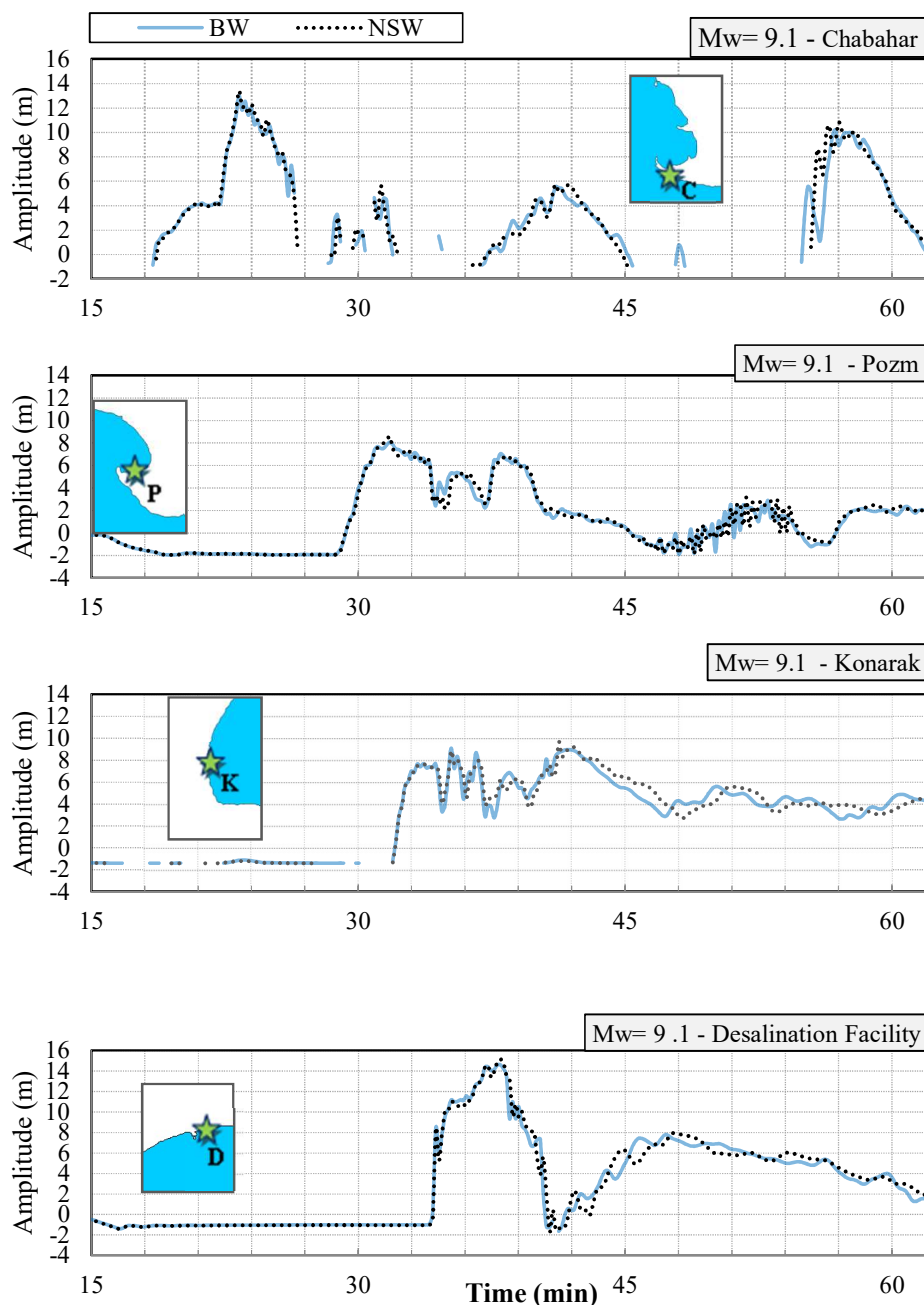 BW NSW
Mw= 9.1 - Chabahar
Amplitude (m)
16
14
12
10
8
6
4
2
0
-2
C
15 30 45 60
Mw= 9.1 - Pozm
Amplitude (m)
14
12
10
8
6
4
2
0
-2
-4
P
15 30 45 60
Mw= 9.1 - Konarak
Amplitude (m)
14
12
10
8
6
4
2
0
-2
-4
K
15 30 45 60
Mw= 9 .1 - Desalination Facility
Amplitude (m)
16
14
12
10
8
6
4
2
0
-2
-4
D
15 30 45 60
Time (min)